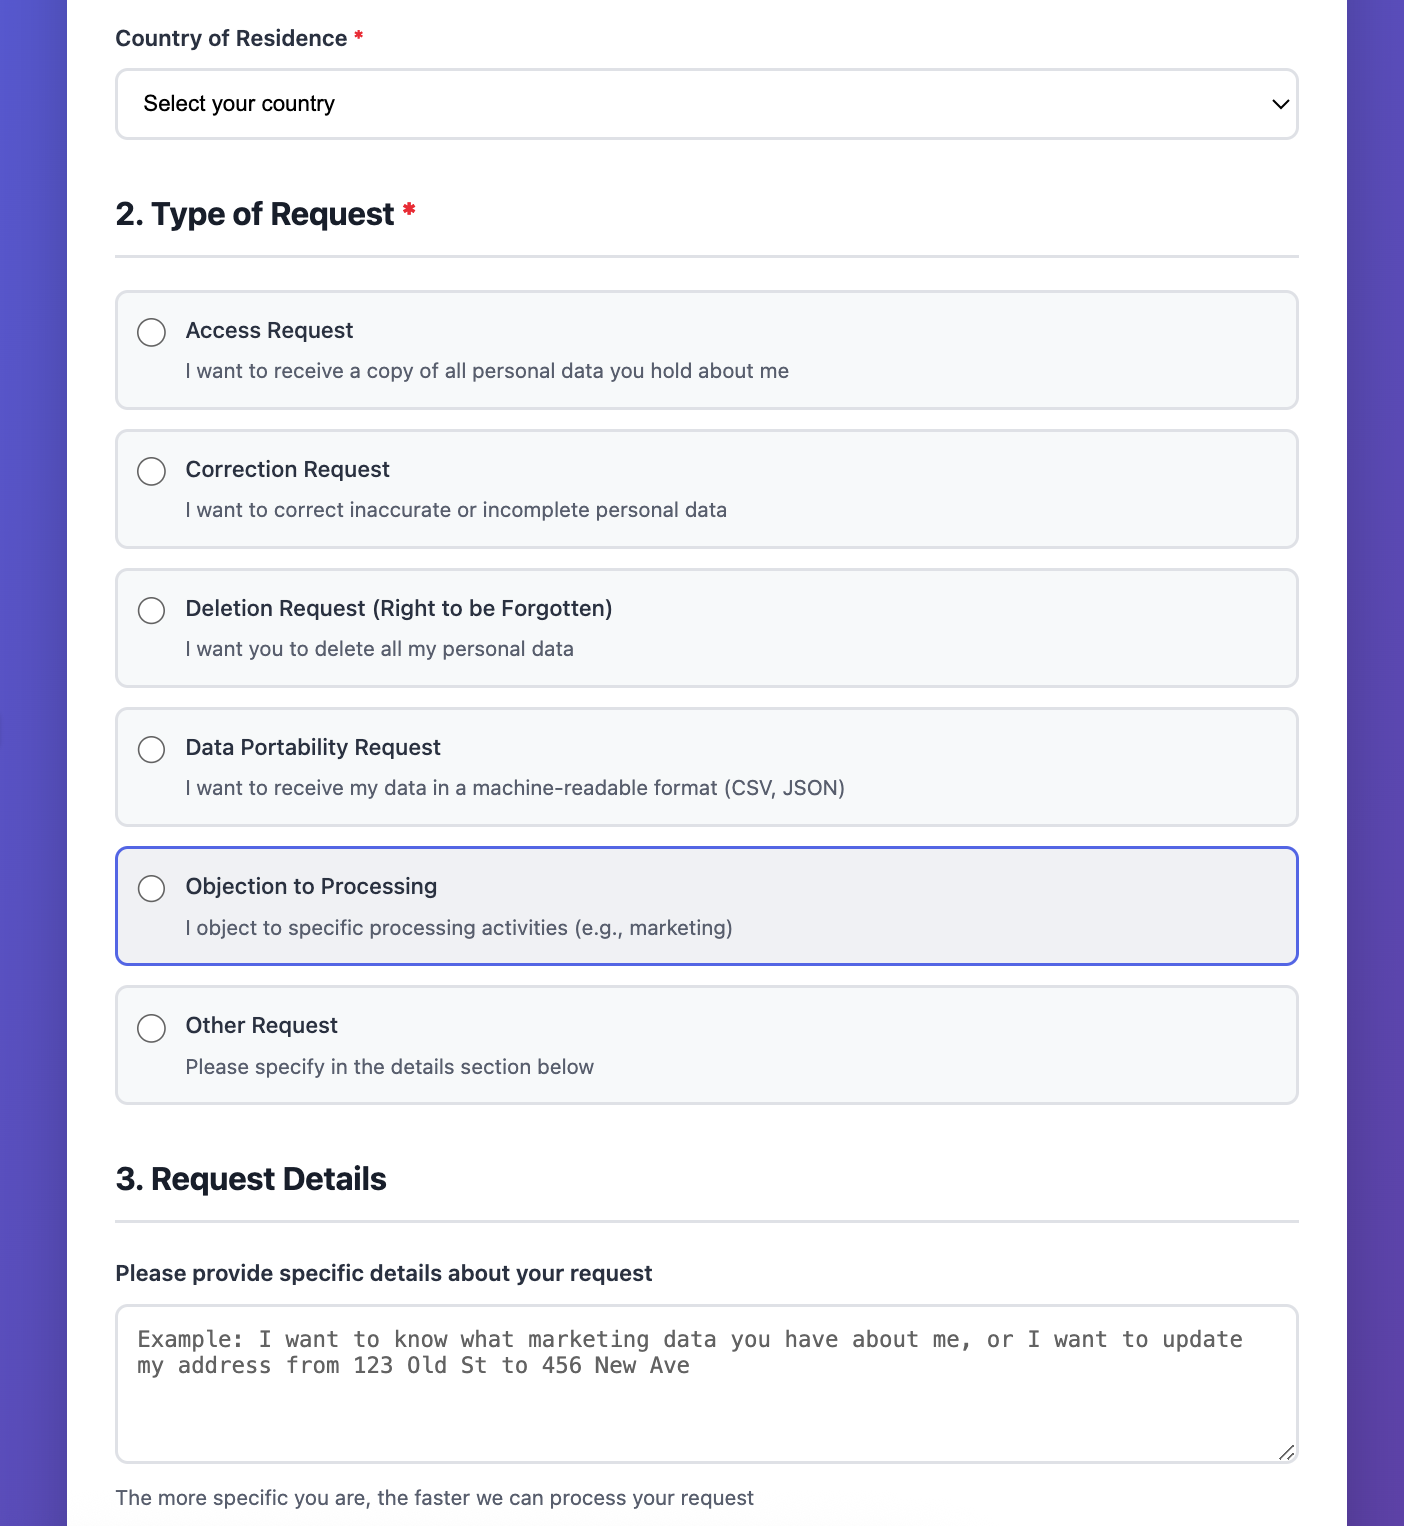 Country of Residence *
Select your country
2. Type of Request *
Access Request
I want to receive a copy of all personal data you hold about me
Correction Request
I want to correct inaccurate or incomplete personal data
Deletion Request (Right to be Forgotten)
I want you to delete all my personal data
Data Portability Request
I want to receive my data in a machine-readable format (CSV, JSON)
Objection to Processing
I object to specific processing activities (e.g., marketing)
Other Request
Please specify in the details section below
3. Request Details
Please provide specific details about your request
Example: I want to know what marketing data you have about me, or I want to update
my address from 123 Old St to 456 New Ave
The more specific you are, the faster we can process your request